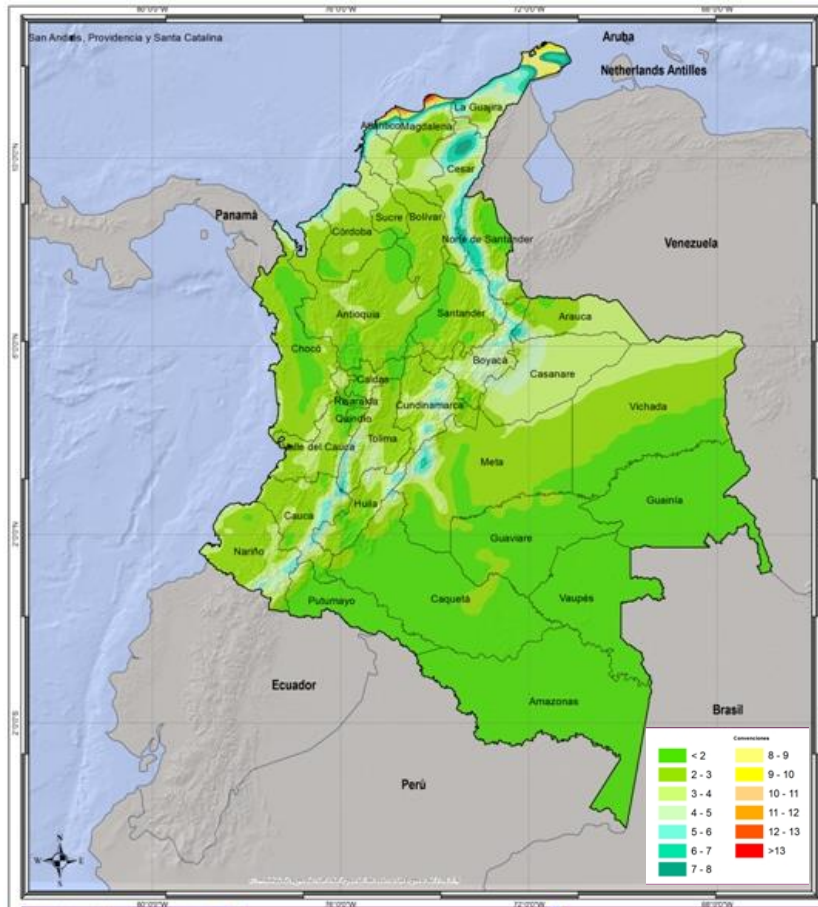 San Andrés, Providencia y Santa Catalina
Aruba
Netherlands Antilles
La Guajira
Atlántico
Magdalena
Cesar
Panamá
Sucre
Bolívar
Córdoba
Norte de Santander
Venezuela
Antioquia
Santander
Arauca
Chocó
Boyacá
Casanare
Caldas
Risaralda
Cundinamarca
Vichada
Quindio
Tolima
Valle del Cauca
Meta
Guainía
Huila
Cauca
Guaviare
Nariño
Putumayo
Caquetá
Vaupés
Ecuador
Amazonas
Brasil
Perú
N
W E
S
Convenciones
< 2
2 - 3
3 - 4
4 - 5
5 - 6
6 - 7
7 - 8
8 - 9
9 - 10
10 - 11
11 - 12
12 - 13
>13